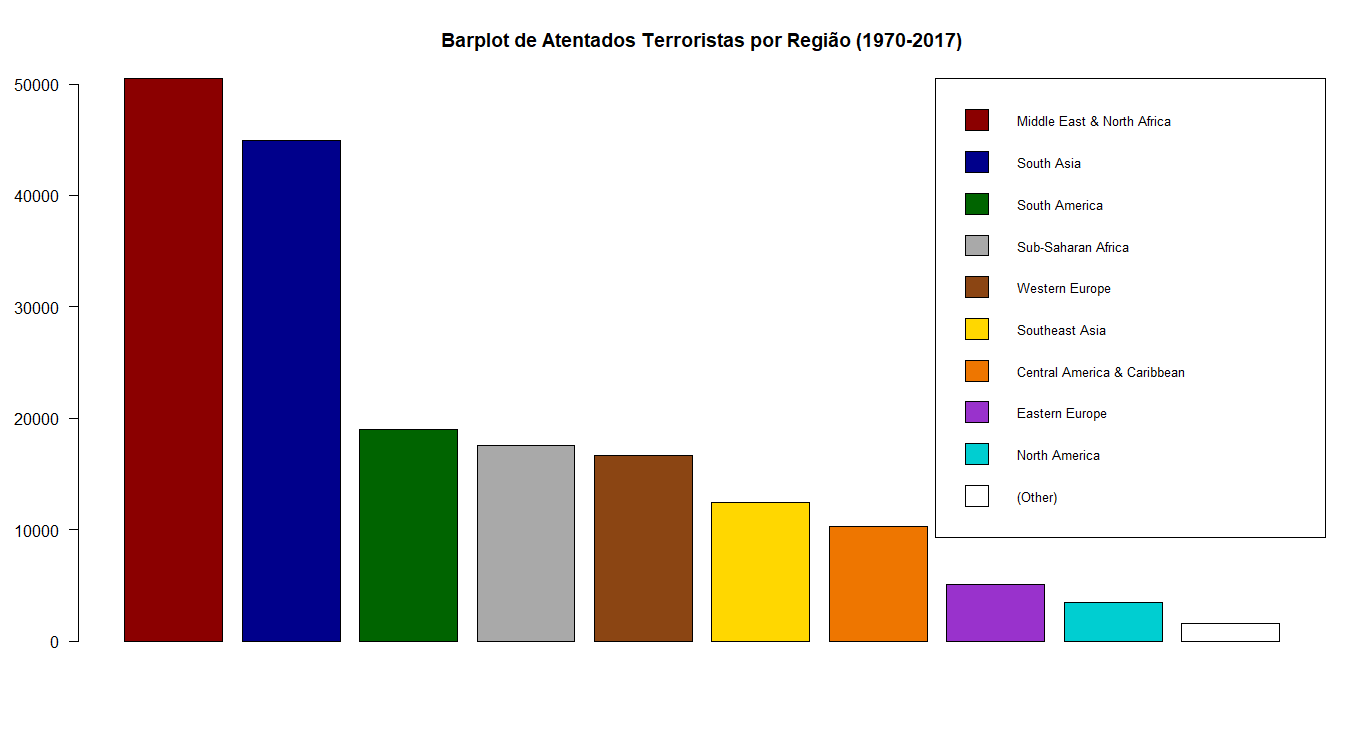 Barplot de Atentados Terroristas por Região (1970-2017)
50000
40000
30000
20000
10000
0
Middle East & North Africa
South Asia
South America
Sub-Saharan Africa
Western Europe
Southeast Asia
Central America & Caribbean
Eastern Europe
North America
(Other)